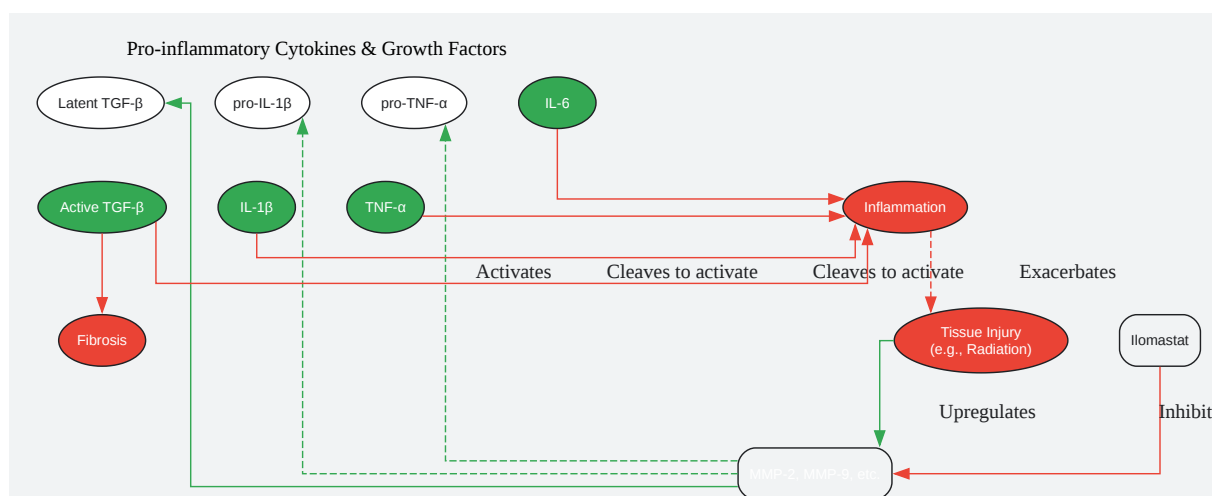 Pro-inflammatory Cytokines & Growth Factors
Latent TGF-β
pro-IL-1β
pro-TNF-α
IL-6
Active TGF-β
IL-1β
TNF-α
Inflammation
Activates
Cleaves to activate
Cleaves to activate
Exacerbates
Fibrosis
Tissue Injury
(e.g., Radiation)
Ilomastat
Upregulates
Inhibit
MMP-2, MMP-9, etc.